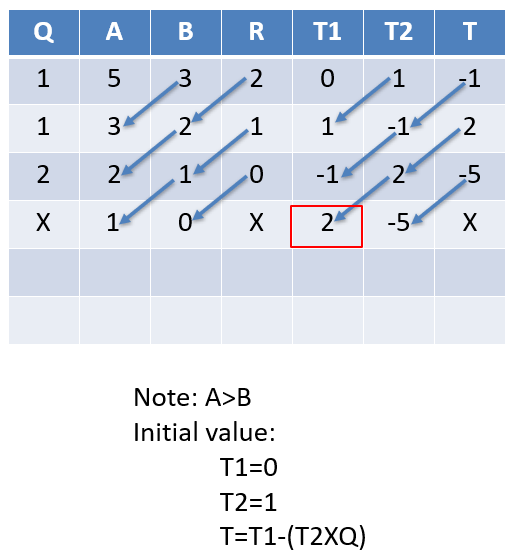 Q A B R T1 T2 T
1 5 3 2 0 1 -1
1 3 2 1 1 -1 2
2 2 1 0 -1 2 -5
X 1 0 X 2 -5 X
Note: A>B
Initial value:
T1=0
T2=1
T=T1-(T2XQ)